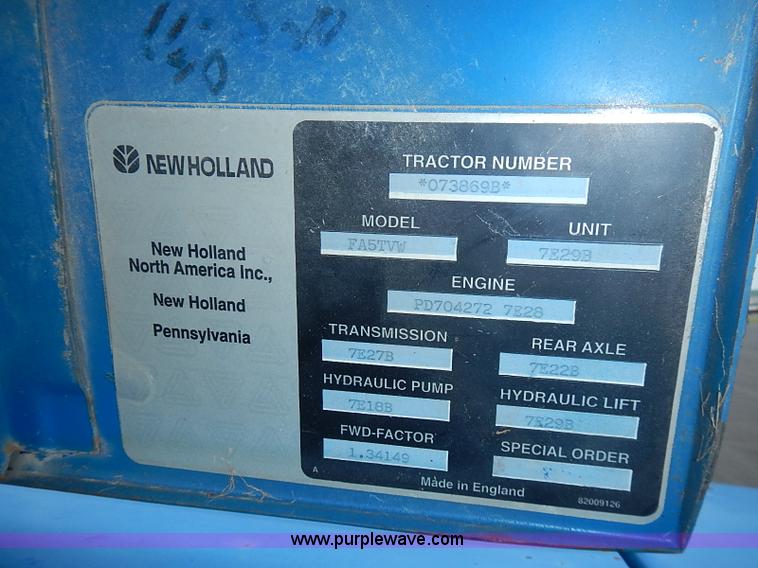 NEW HOLLAND
New Holland
North America Inc.,
New Holland
Pennsylvania
TRACTOR NUMBER
*073869B*
MODEL UNIT
FA5TVW 7E29B
ENGINE
PD704272 7E28
TRANSMISSION REAR AXLE
7E27B 7E22B
HYDRAULIC PUMP HYDRAULIC LIFT
7E18B 7E29B
FWD-FACTOR SPECIAL ORDER
1.34149
A Made in England 82009126
www.purplewave.com